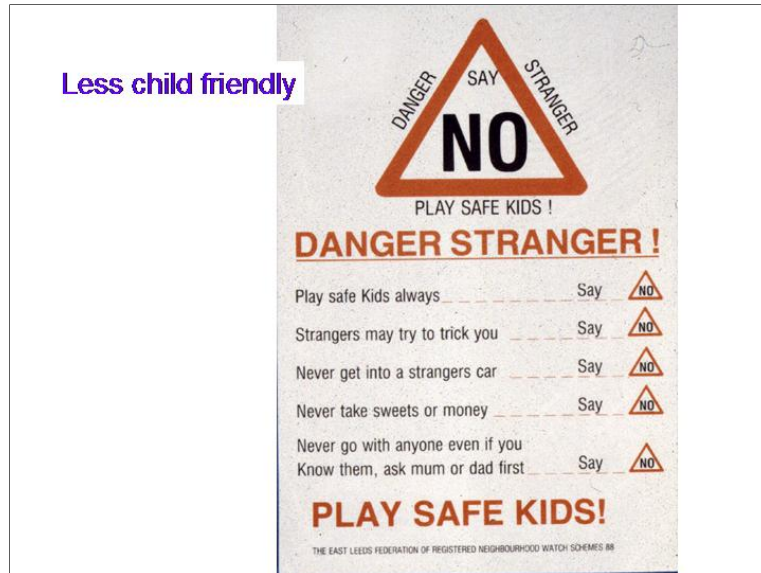 Less child friendly
DANGER
SAY
STRANGER
NO
PLAY SAFE KIDS !
DANGER STRANGER !
Play safe Kids always Say NO
Strangers may try to trick you Say NO
Never get into a strangers car Say NO
Never take sweets or money Say NO
Never go with anyone even if you
Know them, ask mum or dad first Say NO
PLAY SAFE KIDS!
THE EAST LEEDS FEDERATION OF REGISTERED NEIGHBOURHOOD WATCH SCHEMES 88